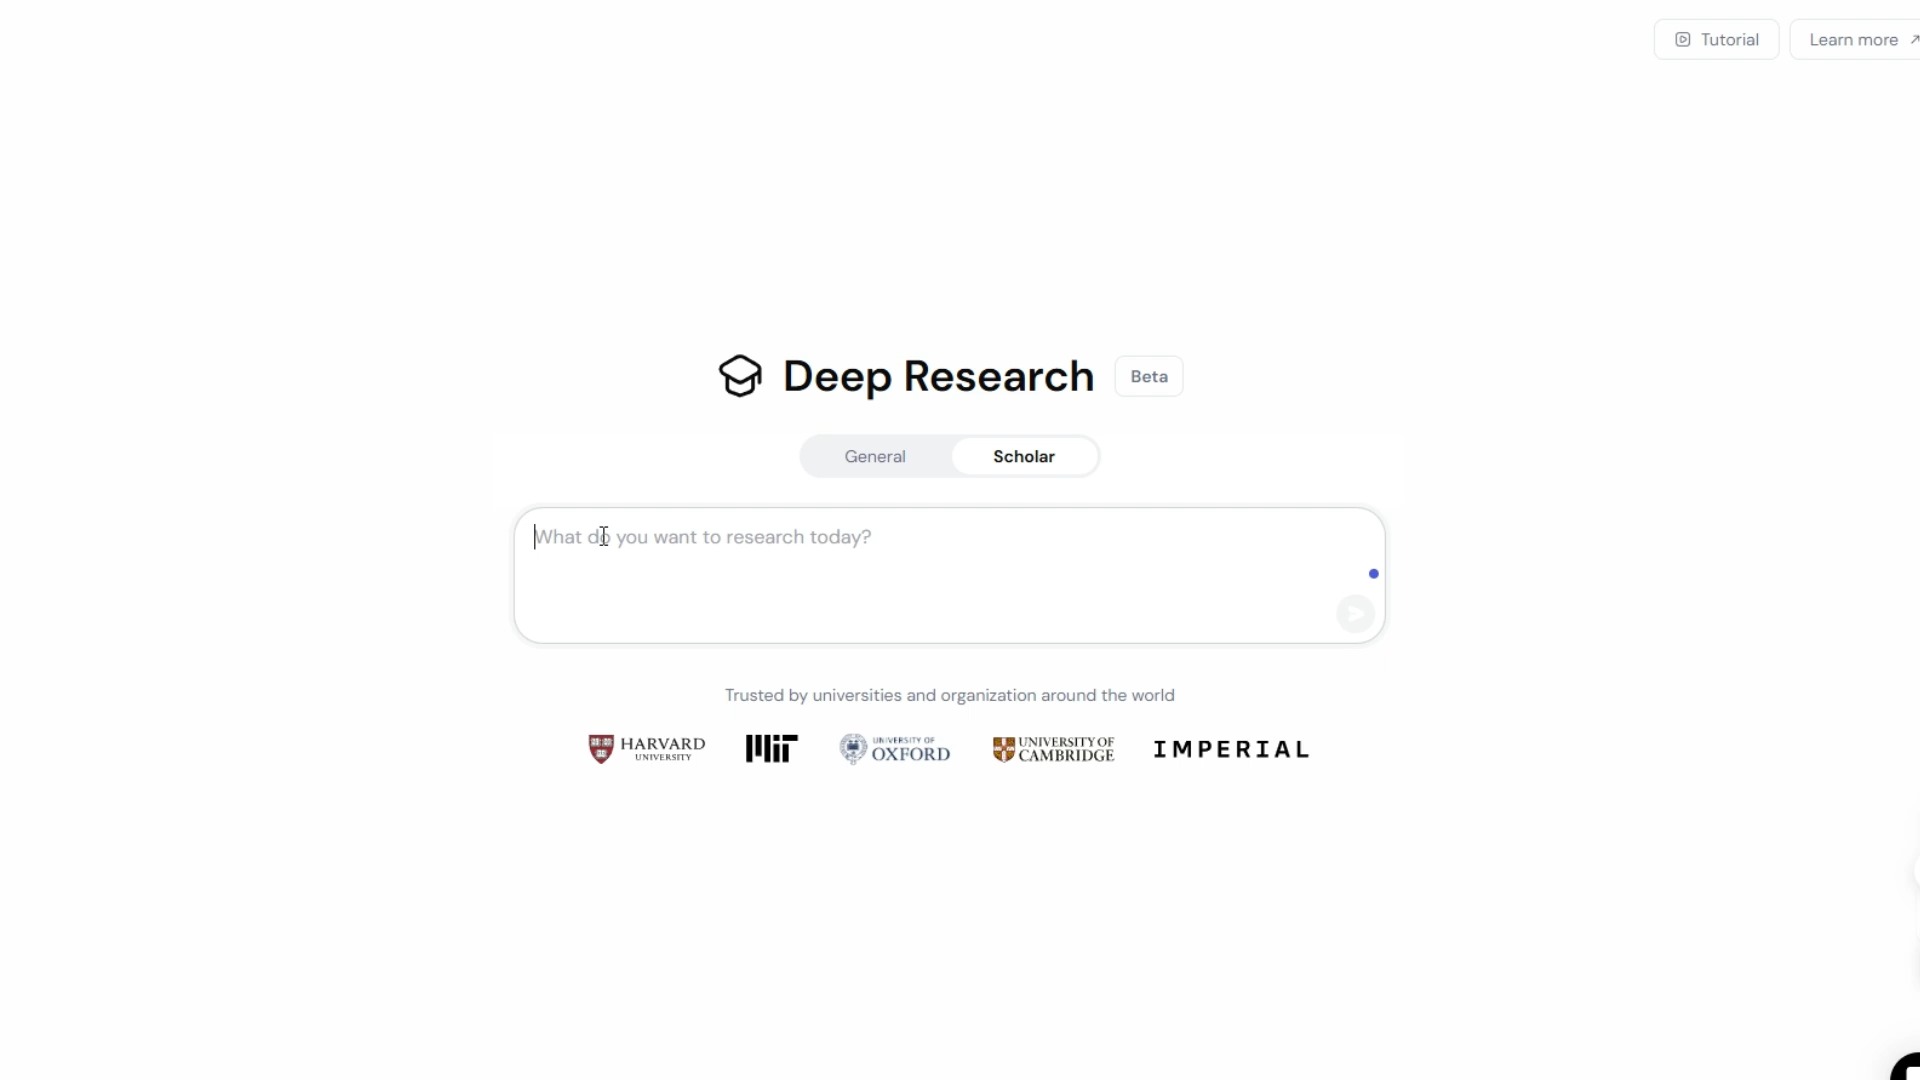 Tutorial
Learn more
Deep Research
Beta
General
Scholar
What do you want to research today?
Trusted by universities and organization around the world
HARVARD
UNIVERSITY
MIT
UNIVERSITY OF
OXFORD
UNIVERSITY OF
CAMBRIDGE
IMPERIAL